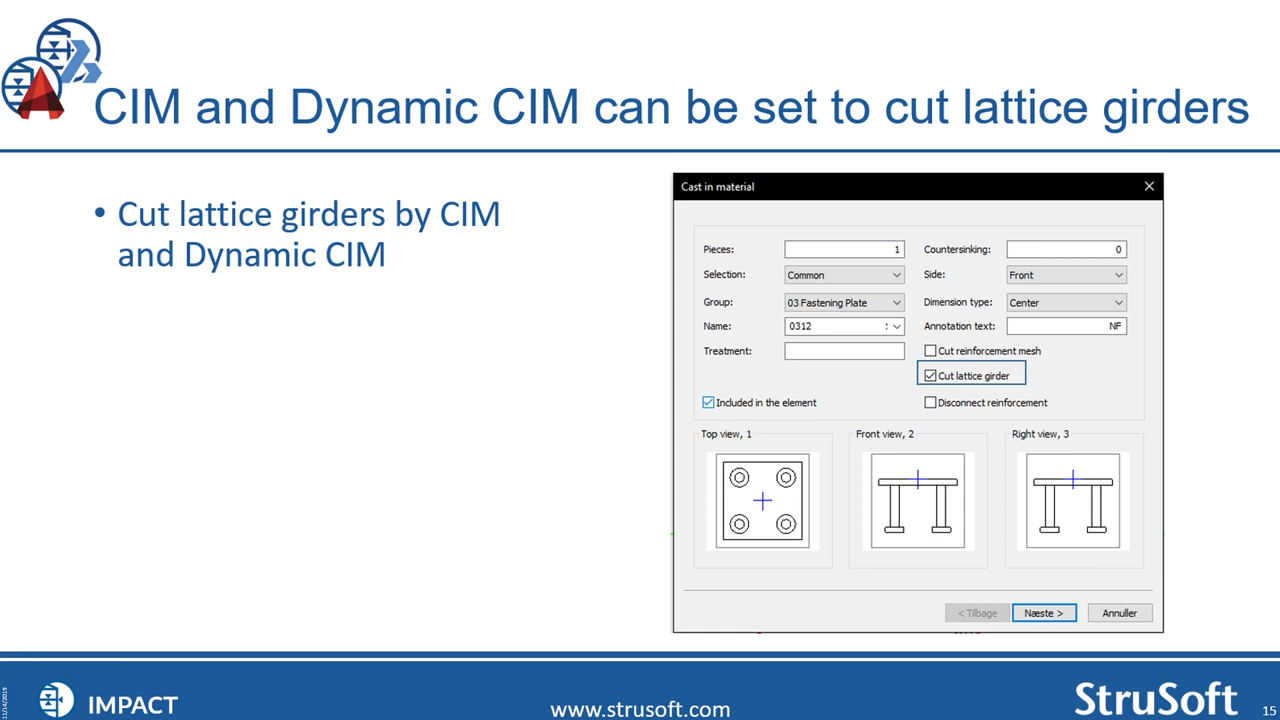 CIM and Dynamic CIM can be set to cut lattice girders
• Cut lattice girders by CIM
and Dynamic CIM
Cast in material
Pieces: 1 Countersinking: 0
Selection: Common Side: Front
Group: 03 Fastening Plate Dimension type: Center
Name: 0312 Annotation text: NF
Treatment: Cut reinforcement mesh
Cut lattice girder
Included in the element Disconnect reinforcement
Top view, 1 Front view, 2 Right view, 3
< Tilbage Næste > Annuller
11/14/2019
IMPACT
www.strusoft.com
StruSoft
15